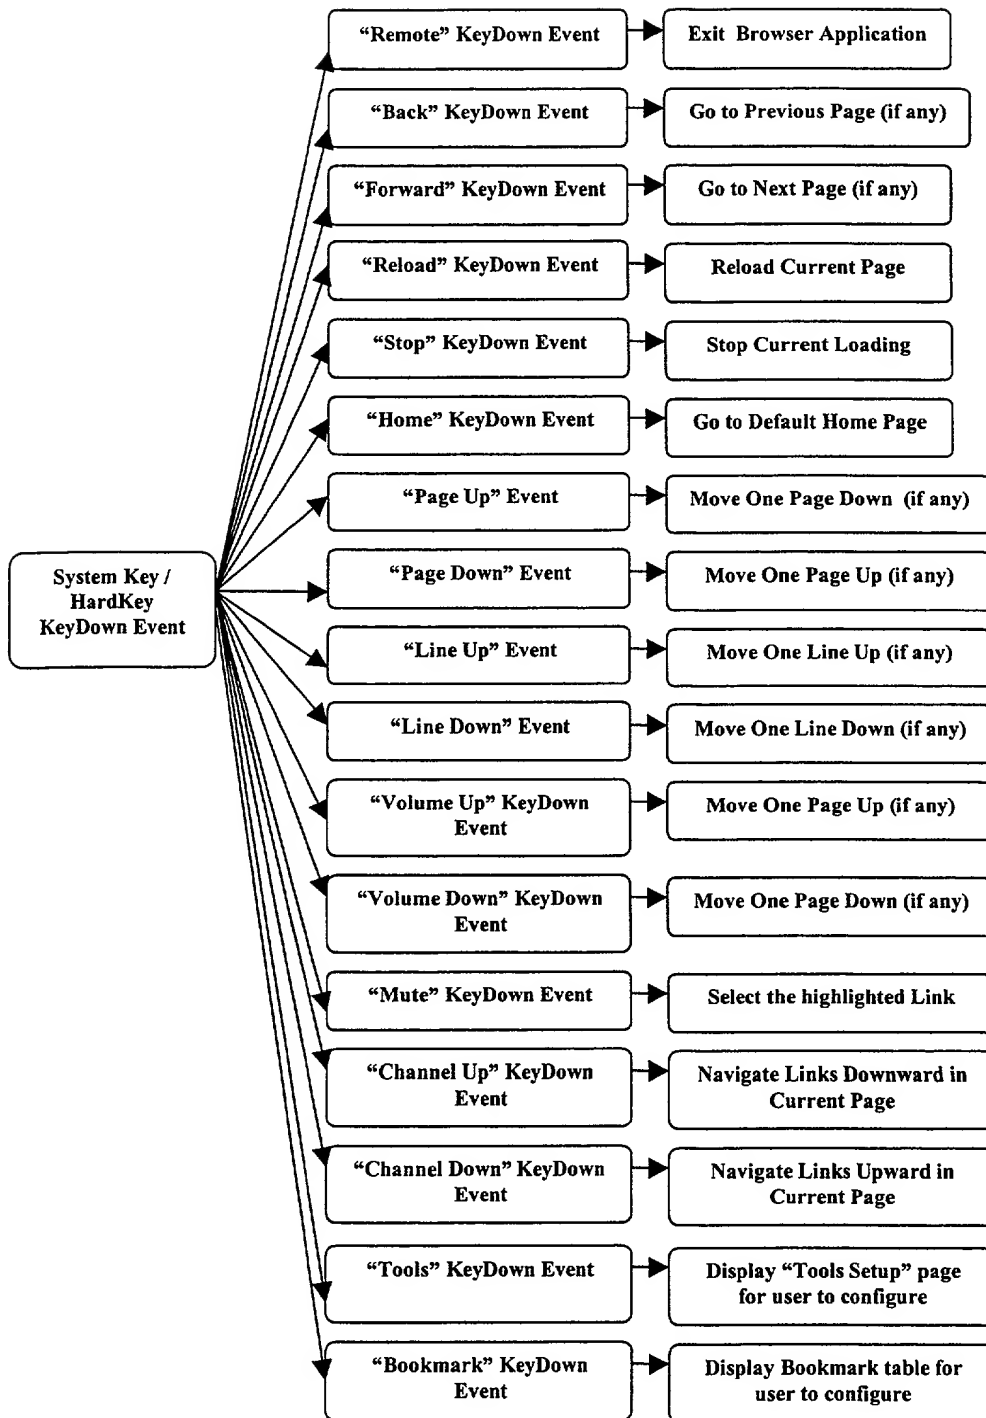 “Remote” KeyDown Event
Exit Browser Application
“Back” KeyDown Event
Go to Previous Page (if any)
“Forward” KeyDown Event
Go to Next Page (if any)
“Reload” KeyDown Event
Reload Current Page
“Stop” KeyDown Event
Stop Current Loading
“Home” KeyDown Event
Go to Default Home Page
“Page Up” Event
Move One Page Down (if any)
System Key /
HardKey
KeyDown Event
“Page Down” Event
Move One Page Up (if any)
“Line Up” Event
Move One Line Up (if any)
“Line Down” Event
Move One Line Down (if any)
“Volume Up” KeyDown
Event
Move One Page Up (if any)
“Volume Down” KeyDown
Event
Move One Page Down (if any)
“Mute” KeyDown Event
Select the highlighted Link
“Channel Up” KeyDown
Event
Navigate Links Downward in
Current Page
“Channel Down” KeyDown
Event
Navigate Links Upward in
Current Page
“Tools” KeyDown Event
Display “Tools Setup” page
for user to configure
“Bookmark” KeyDown
Event
Display Bookmark table for
user to configure